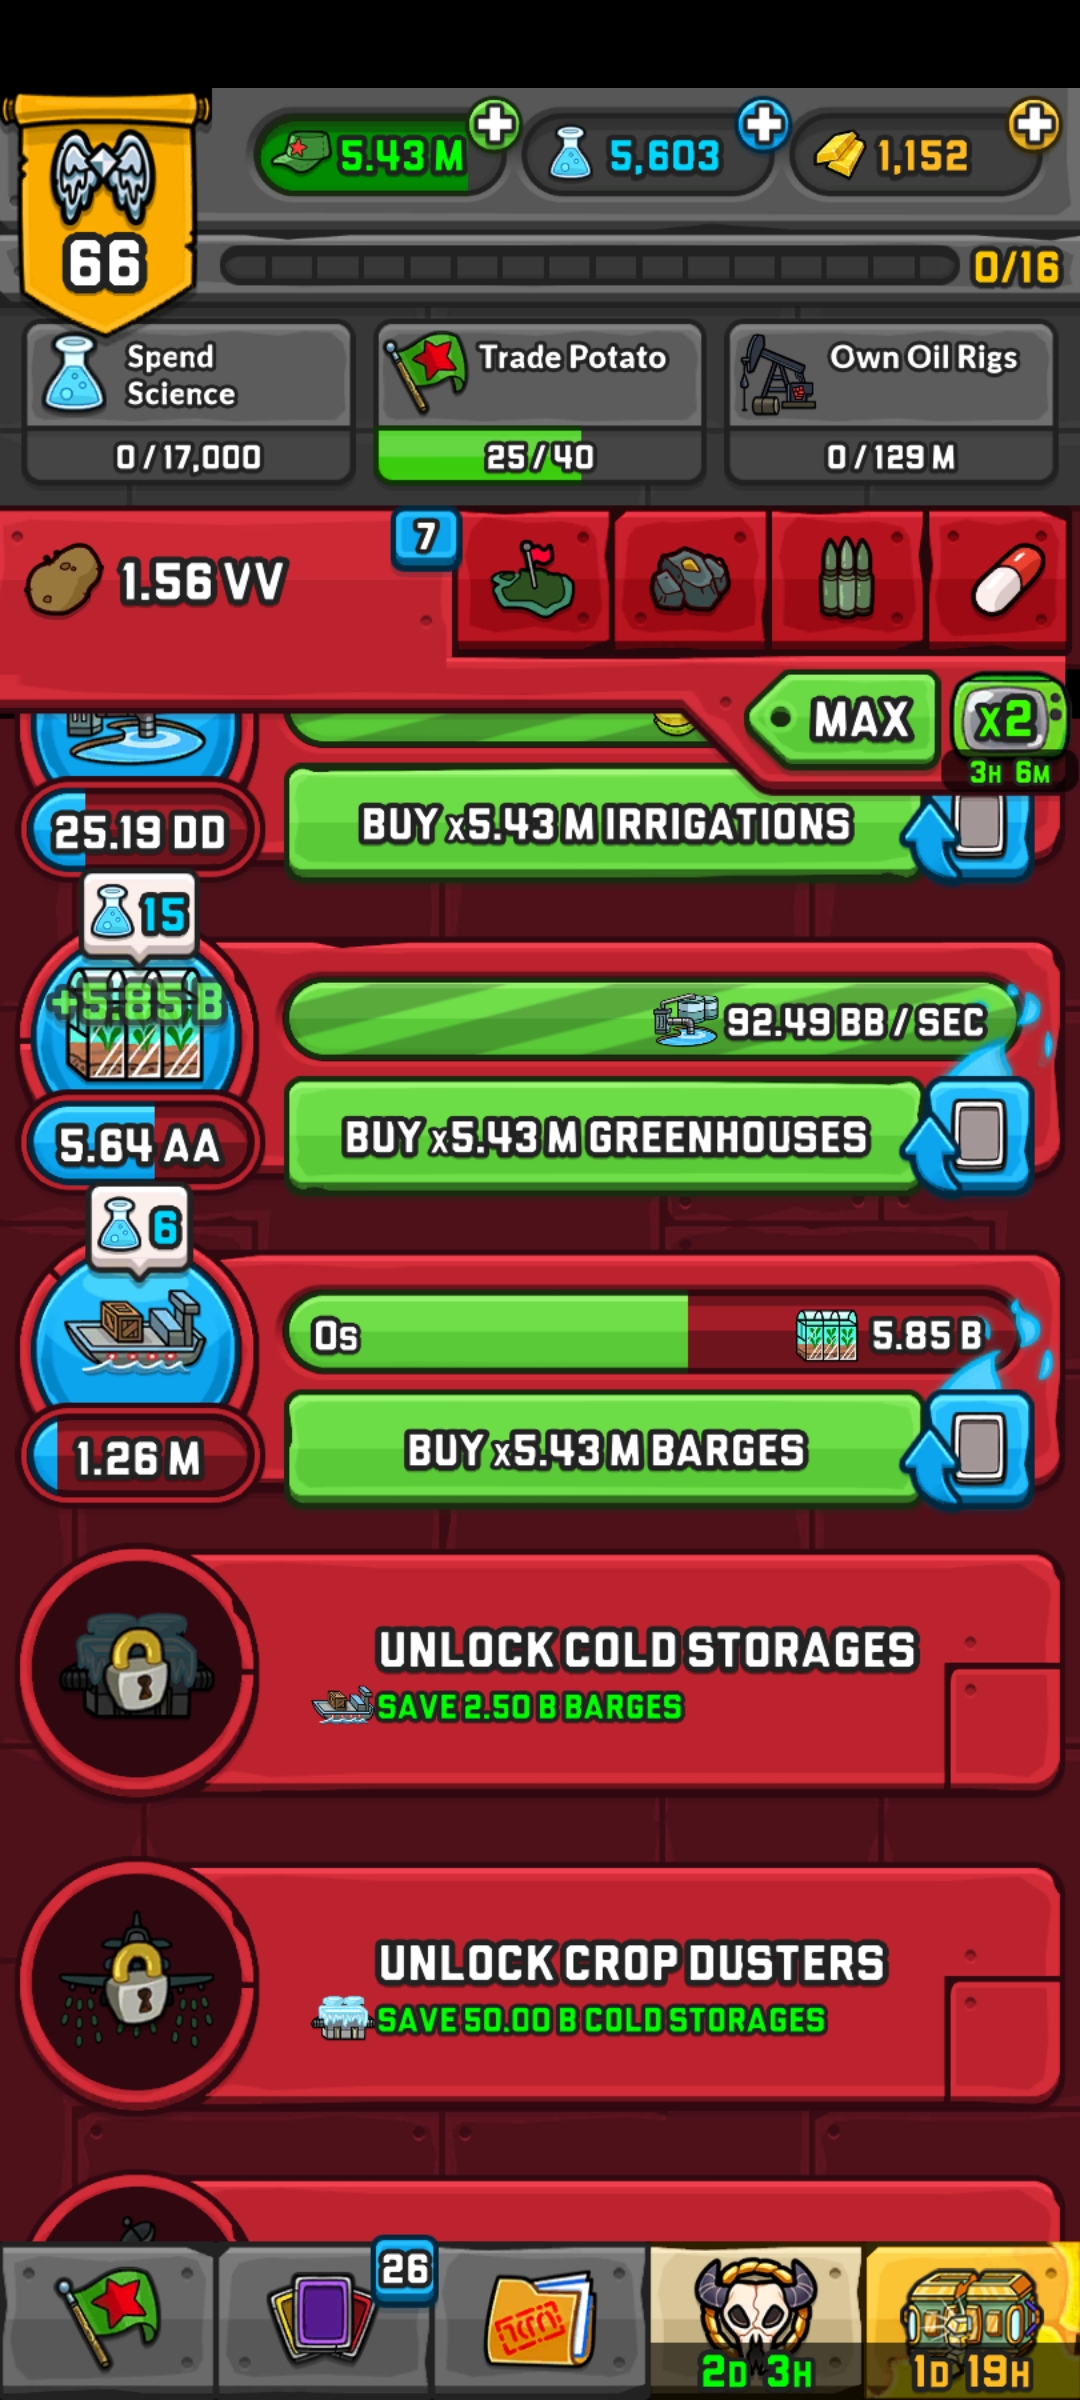 5.43 M
5,603
1,152
66
0/16
Spend
Science
Trade Potato
Own Oil Rigs
0 / 17,000
25 / 40
0 / 129 M
1.56 VV
7
MAX
x2
3H 6M
25.19 DD
BUY x5.43 M IRRIGATIONS
15
+5.85 B
92.49 BB / SEC
5.64 AA
BUY x5.43 M GREENHOUSES
6
0s
5.85 B
1.26 M
BUY x5.43 M BARGES
UNLOCK COLD STORAGES
SAVE 2.50 B BARGES
UNLOCK CROP DUSTERS
SAVE 50.00 B COLD STORAGES
26
2D 3H
1D 19H